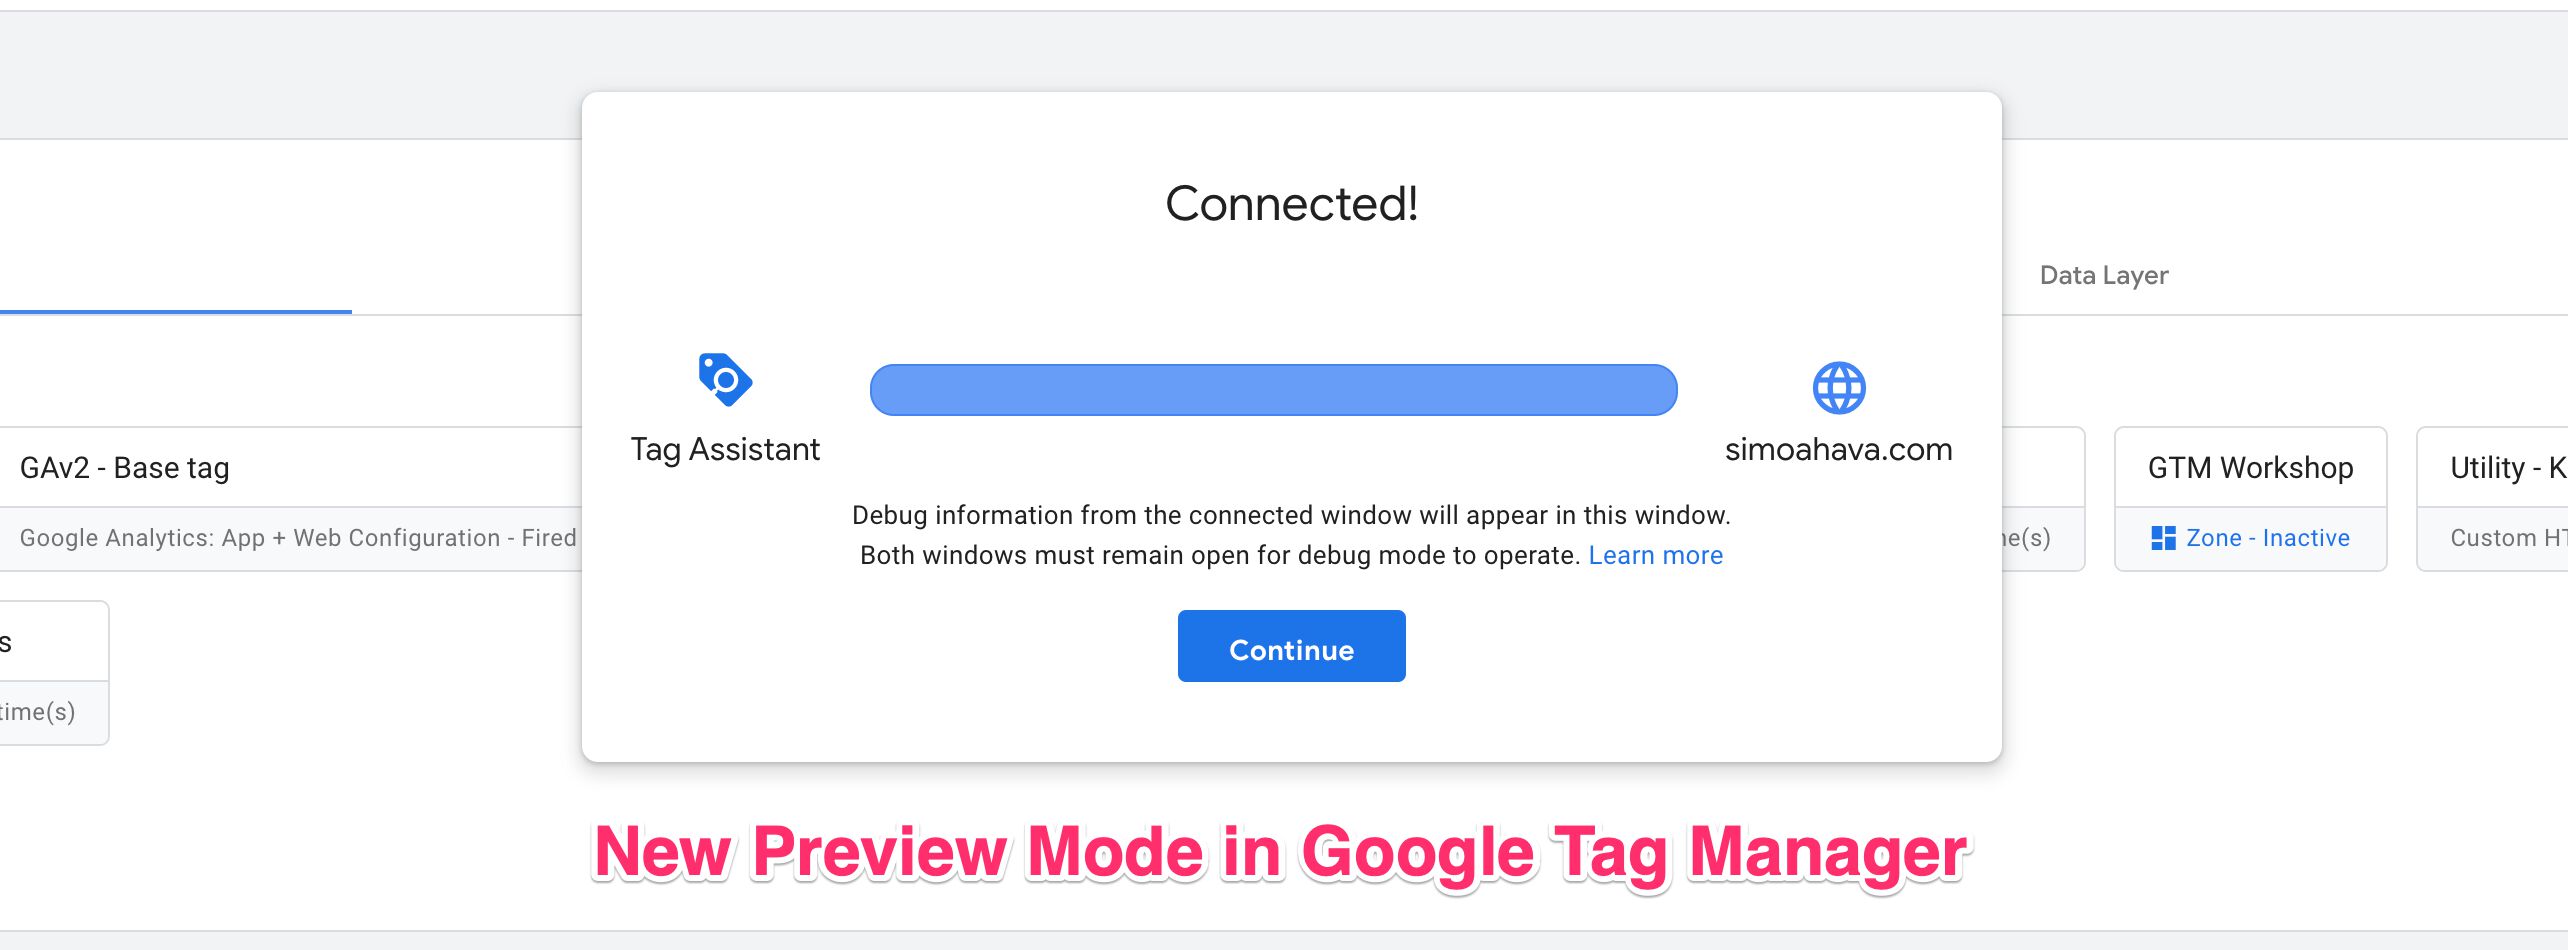 Connected!
Data Layer
Tag Assistant
simoahava.com
GAv2 - Base tag
GTM Workshop
Utility - K
Google Analytics: App + Web Configuration - Fired
Debug information from the connected window will appear in this window.
Both windows must remain open for debug mode to operate. Learn more
Zone - Inactive
Custom
Continue
s
time(s)
New Preview Mode in Google Tag Manager